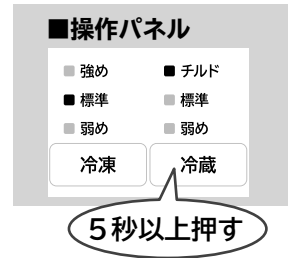 ■操作パネル
■ 強め ■ チルド
■ 標準 ■ 標準
■ 弱め ■ 弱め
冷凍 冷蔵
5秒以上押す